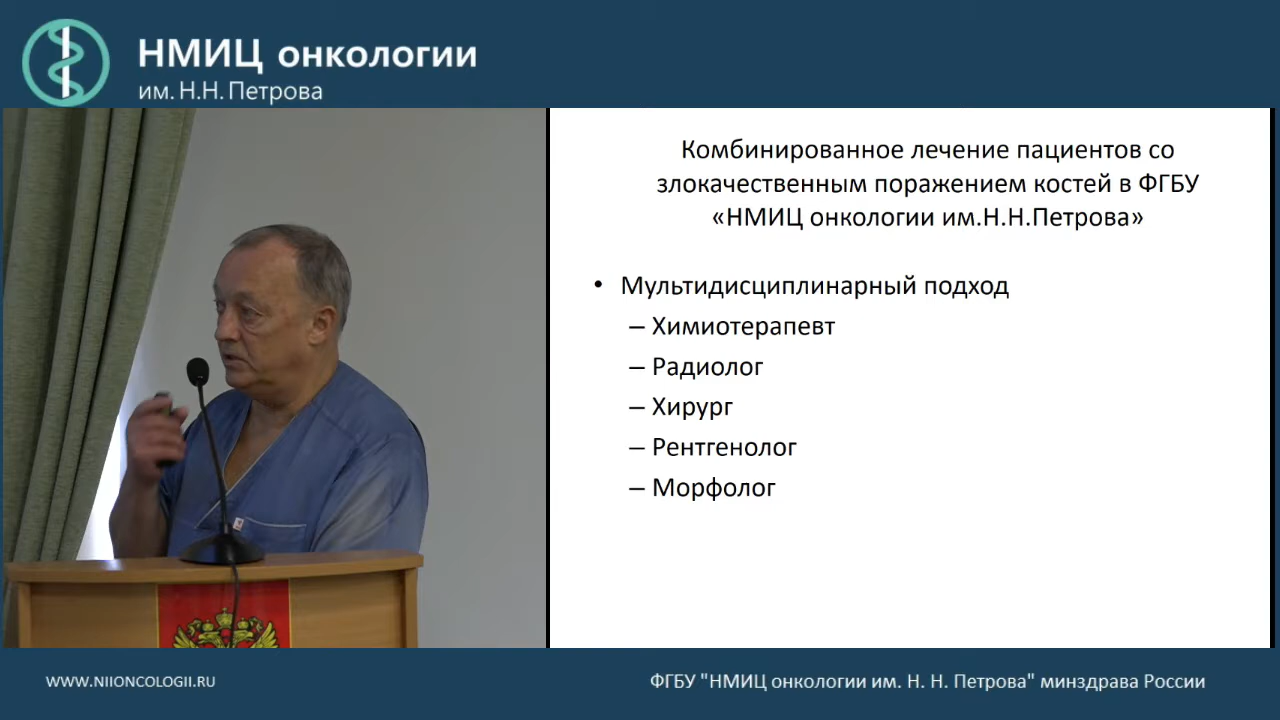 НМИЦ онкологии
им. Н.Н. Петрова
Комбинированное лечение пациентов со
злокачественным поражением костей в ФГБУ
«НМИЦ онкологии им.Н.Н.Петрова»
• Мультидисциплинарный подход
– Химиотерапевт
– Радиолог
– Хирург
– Рентгенолог
– Морфолог
WWW.NIIONCOLOGII.RU
ФГБУ "НМИЦ онкологии им. Н. Н. Петрова" минздрава России